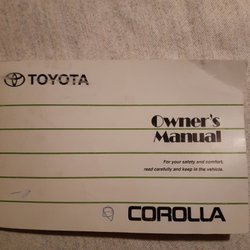 TOYOTA
Owner's
Manual
For your safety and comfort,
read carefully and keep in the vehicle.
COROLLA